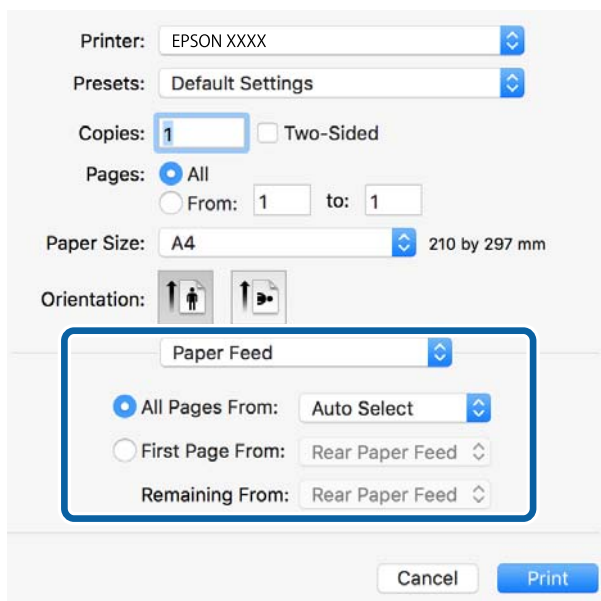 Printer: EPSON XXXX
Presets: Default Settings
Copies: 1 Two-Sided
Pages: All
From: 1 to: 1
Paper Size: A4 210 by 297 mm
Orientation:
Paper Feed
All Pages From: Auto Select
First Page From: Rear Paper Feed
Remaining From: Rear Paper Feed
Cancel Print